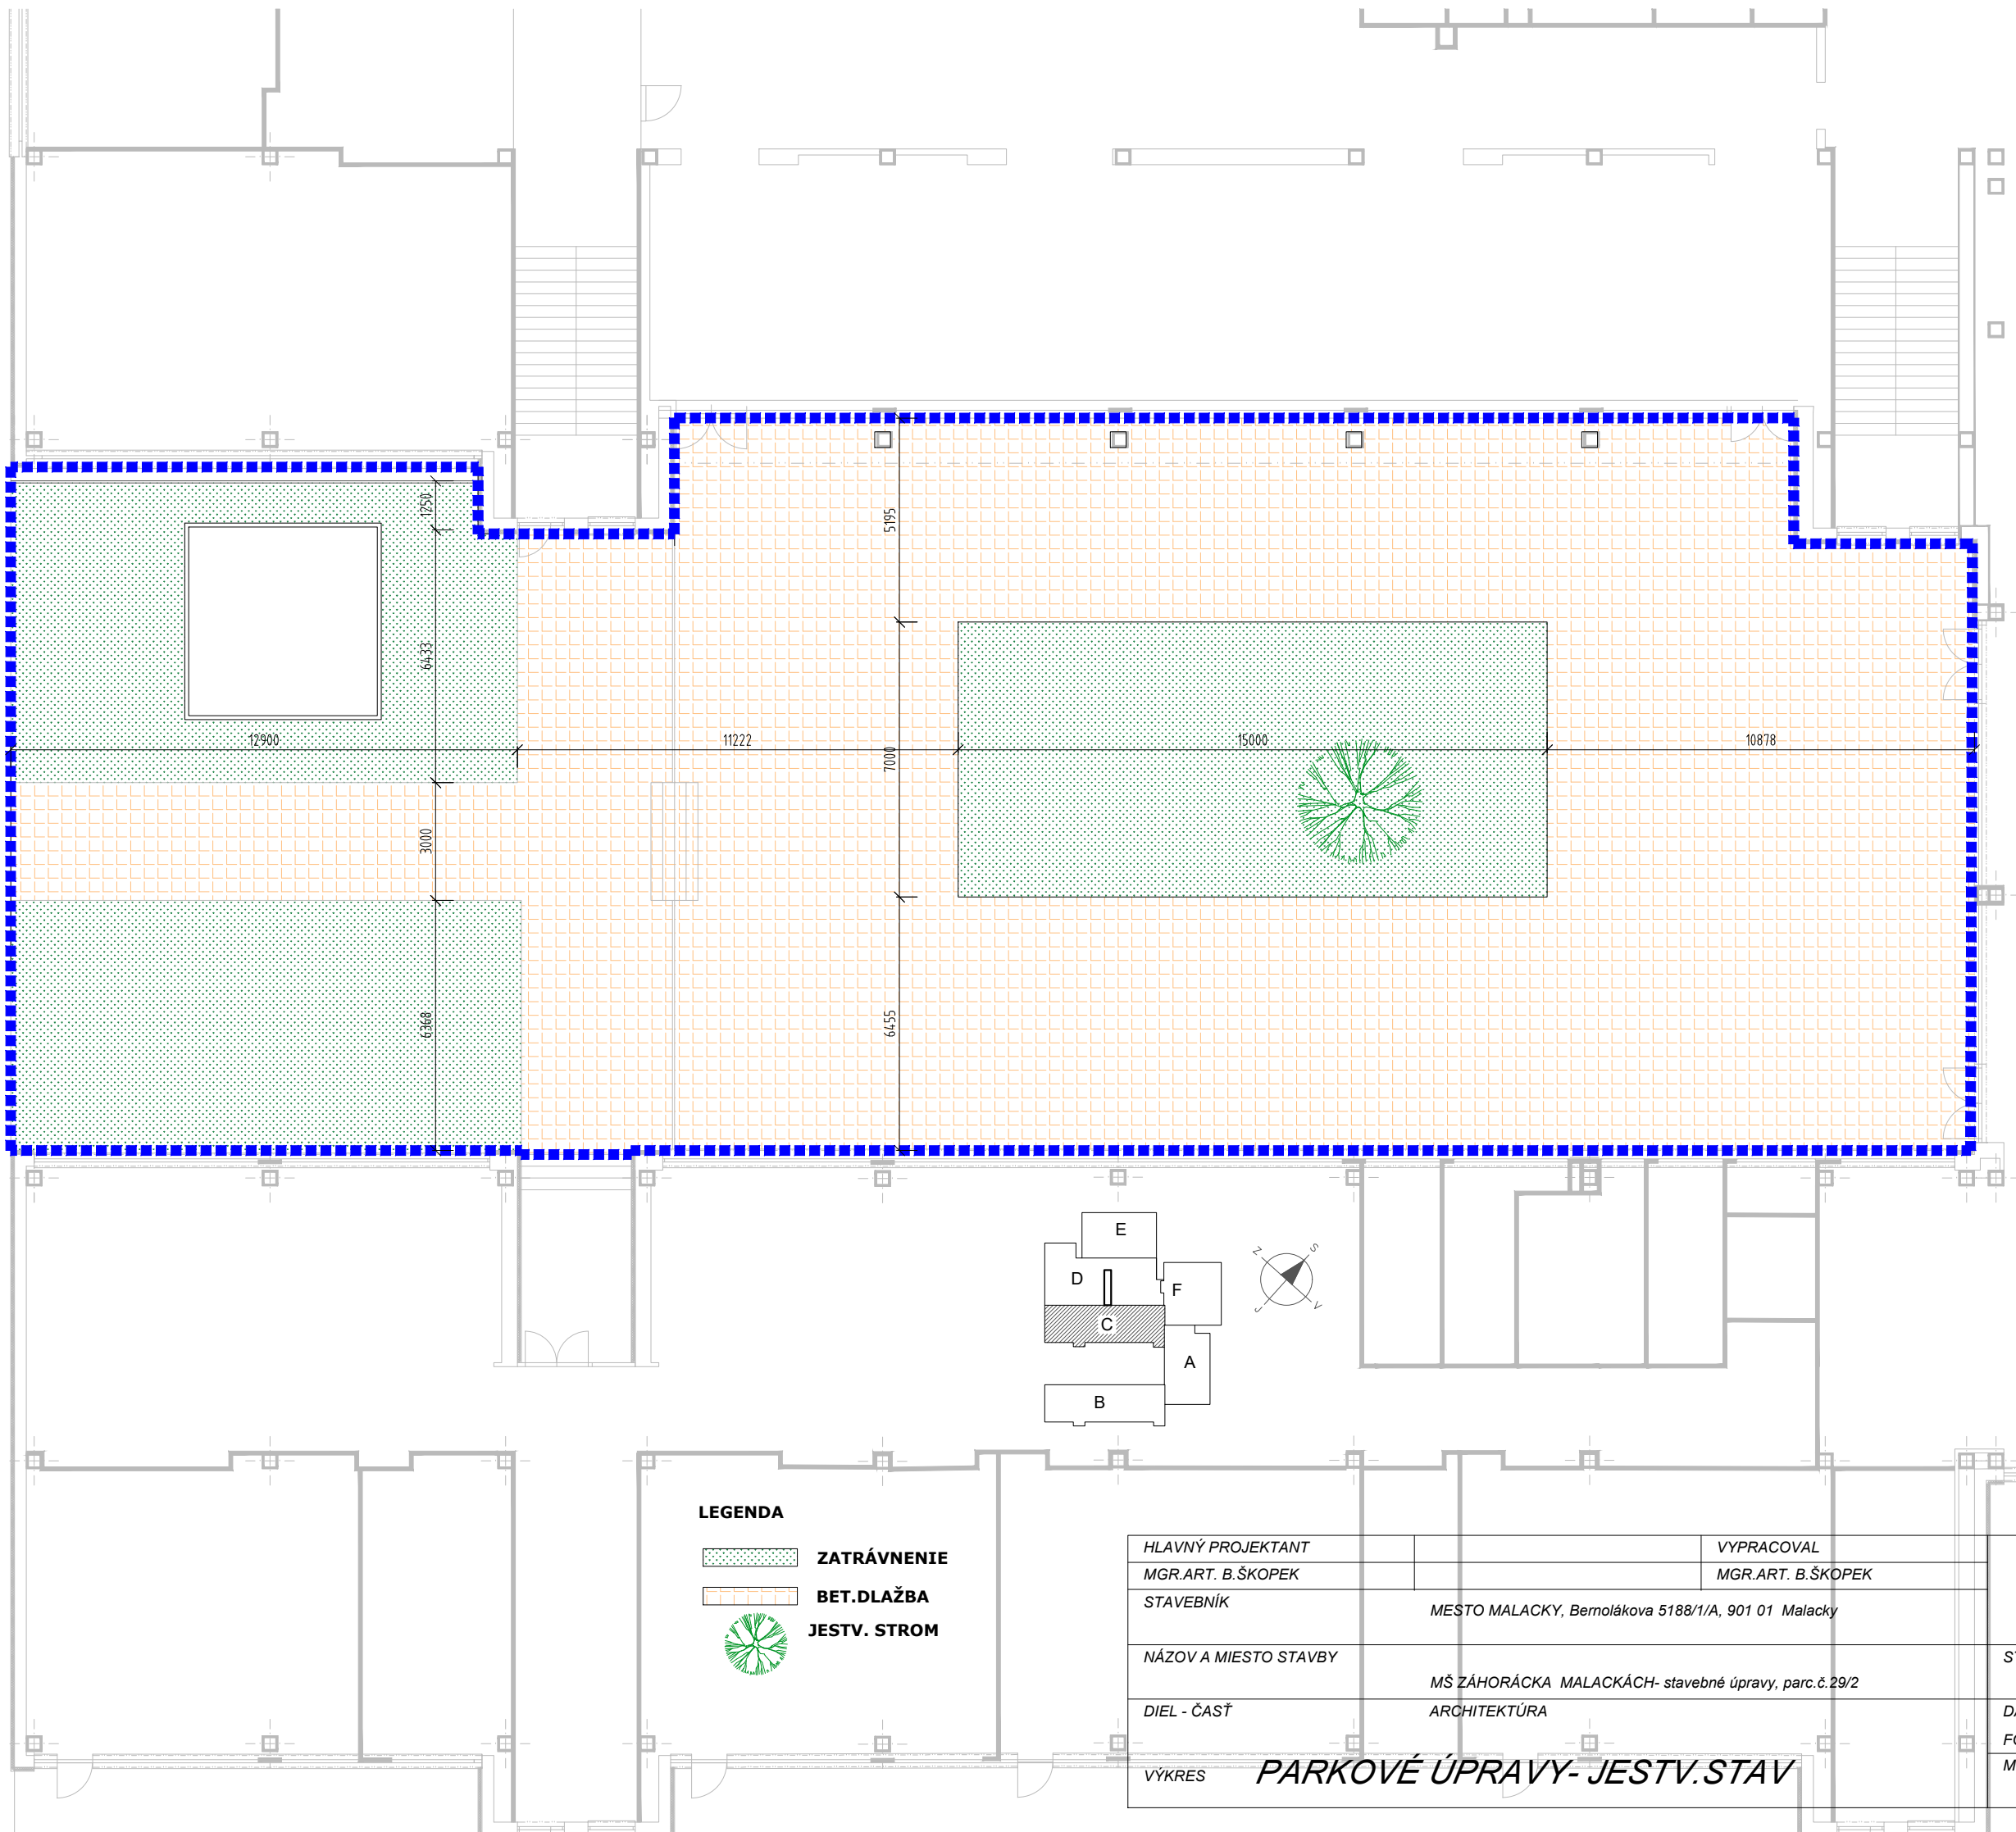 1250
5195
6433
12900
11222
7000
15000
10878
3000
6368
6455
E
D
F
C
A
B
Z
S
J
V
LEGENDA
ZATRÁVNENIE
BET.DLAŽBA
JESTV. STROM
HLAVNÝ PROJEKTANT VYPRACOVAL
MGR.ART. B.ŠKOPEK MGR.ART. B.ŠKOPEK
STAVEBNÍK
MESTO MALACKY, Bernolákova 5188/1/A, 901 01 Malacky
NÁZOV A MIESTO STAVBY
MŠ ZÁHORÁCKA MALACKÁCH- stavebné úpravy, parc.č.29/2
DIEL - ČASŤ ARCHITEKTÚRA
VÝKRES PARKOVÉ ÚPRAVY- JESTV.STAV